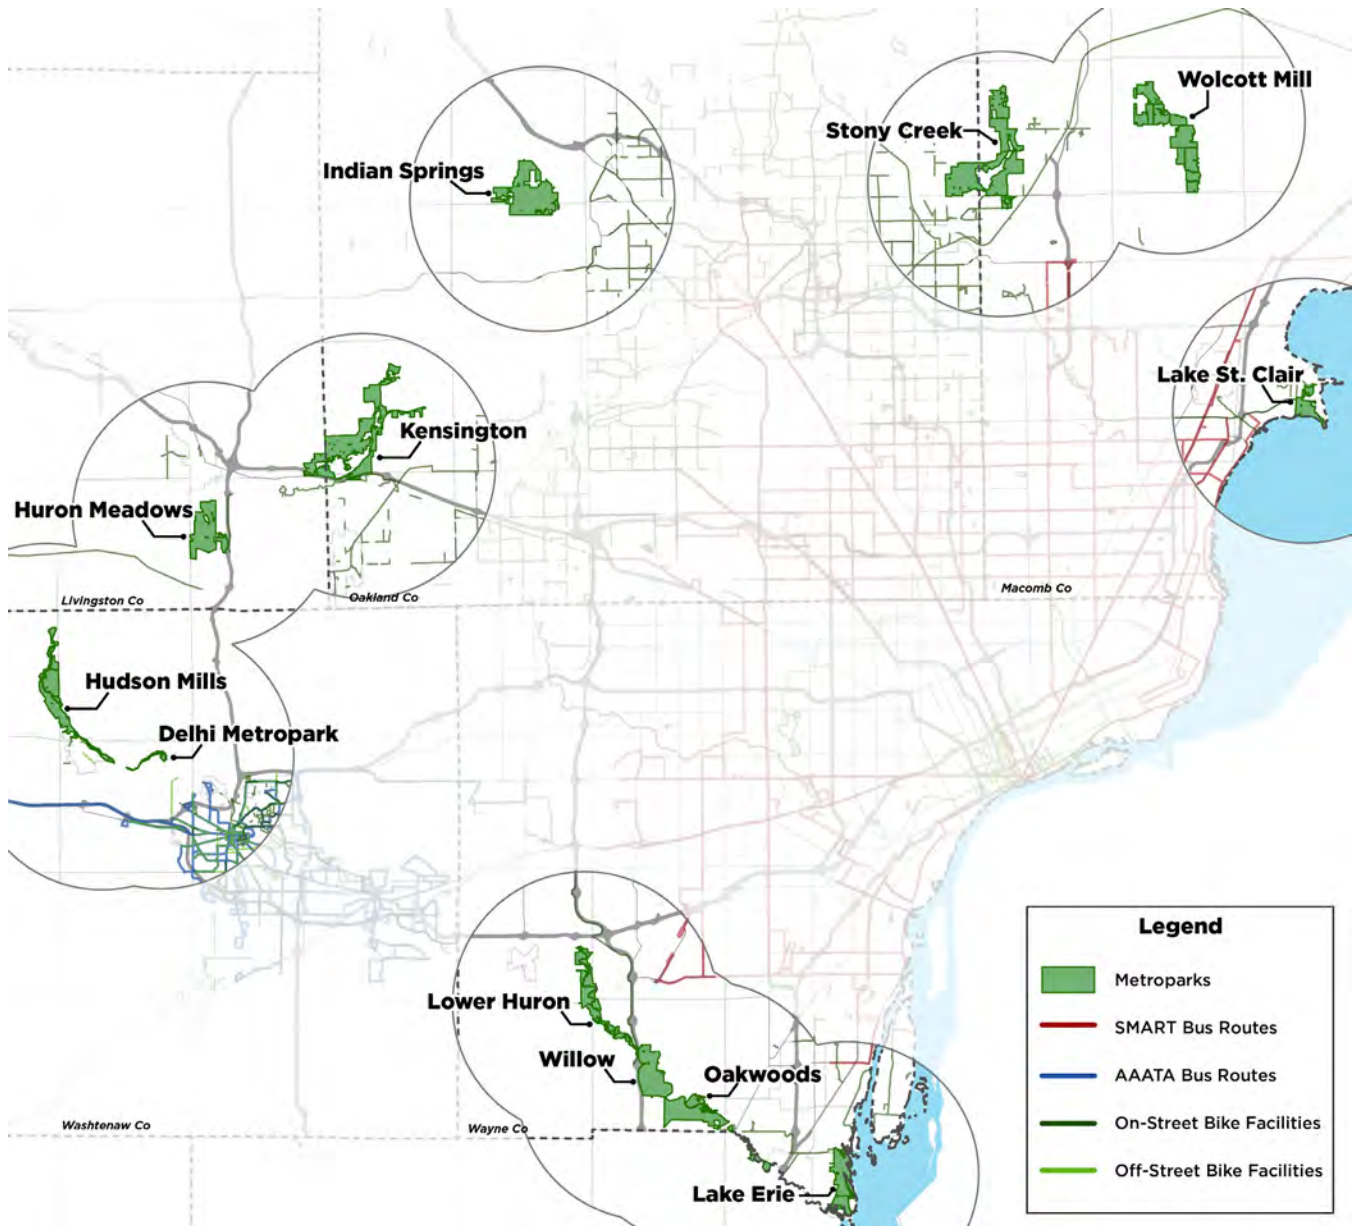 Wolcott Mill
Stony Creek
Indian Springs
Lake St. Clair
Kensington
Huron Meadows
Livingston Co
Oakland Co
Macomb Co
Hudson Mills
Delhi Metropark
Lower Huron
Willow
Oakwoods
Washtenaw Co
Wayne Co
Lake Erie
Legend
Metroparks
SMART Bus Routes
AAATA Bus Routes
On-Street Bike Facilities
Off-Street Bike Facilities